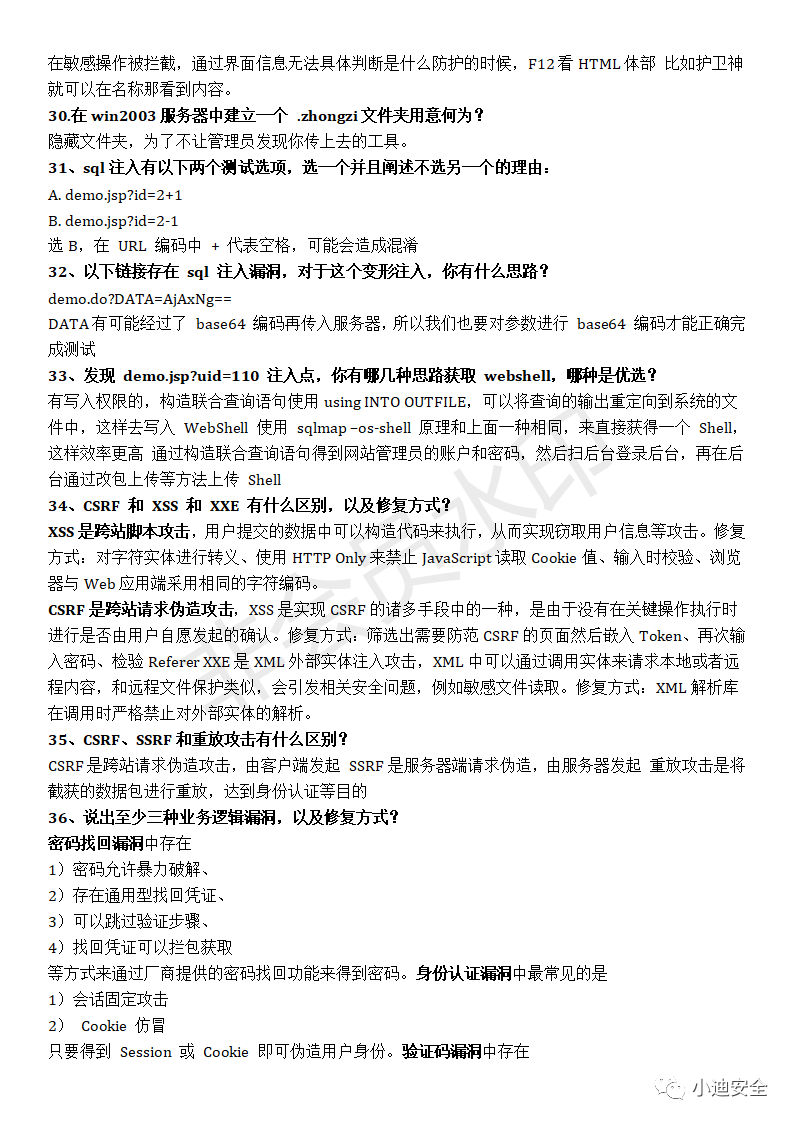 在敏感操作被拦截，通过界面信息无法具体判断是什么防护的时候，F12 看 HTML 体部 比如护卫神
就可以在名称那看到内容。
30.在 win2003 服务器中建立一个 .zhongzi 文件夹用意何为？
隐藏文件夹，为了不让管理员发现你传上去的工具。
31、sql 注入有以下两个测试选项，选一个并且阐述不选另一个的理由：
A. demo.jsp?id=2+1
B. demo.jsp?id=2-1
选 B，在 URL 编码中 + 代表空格，可能会造成混淆
32、以下链接存在 sql 注入漏洞，对于这个变形注入，你有什么思路？
demo.do?DATA=AjAxNg==
DATA 有可能经过了 base64 编码再传入服务器，所以我们也要对参数进行 base64 编码才能正确完
成测试
33、发现 demo.jsp?uid=110 注入点，你有哪几种思路获取 webshell，哪种是优选？
有写入权限的，构造联合查询语句使用 using INTO OUTFILE，可以将查询的输出重定向到系统的文
件中，这样去写入 WebShell 使用 sqlmap –os-shell 原理和上面一种相同，来直接获得一个 Shell，
这样效率更高 通过构造联合查询语句得到网站管理员的账户和密码，然后扫后台登录后台，再在后
台通过改包上传等方法上传 Shell
34、CSRF 和 XSS 和 XXE 有什么区别，以及修复方式？
XSS 是跨站脚本攻击，用户提交的数据中可以构造代码来执行，从而实现窃取用户信息等攻击。修复
方式：对字符实体进行转义、使用 HTTP Only 来禁止 JavaScript 读取 Cookie 值、输入时校验、浏览
器与 Web 应用端采用相同的字符编码。
CSRF 是跨站请求伪造攻击，XSS 是实现 CSRF 的诸多手段中的一种，是由于没有在关键操作执行时
进行是否由用户自愿发起的确认。修复方式：筛选出需要防范 CSRF 的页面然后嵌入 Token、再次输
入密码、检验 Referer XXE 是 XML 外部实体注入攻击，XML 中可以通过调用实体来请求本地或者远
程内容，和远程文件保护类似，会引发相关安全问题，例如敏感文件读取。修复方式：XML 解析库
在调用时严格禁止对外部实体的解析。
35、CSRF、SSRF 和重放攻击有什么区别？
CSRF 是跨站请求伪造攻击，由客户端发起 SSRF 是服务器端请求伪造，由服务器发起 重放攻击是将
截获的数据包进行重放，达到身份认证等目的
36、说出至少三种业务逻辑漏洞，以及修复方式？
密码找回漏洞中存在
1）密码允许暴力破解、
2）存在通用型找回凭证、
3）可以跳过验证步骤、
4）找回凭证可以拦包获取
等方式来通过厂商提供的密码找回功能来得到密码。身份认证漏洞中最常见的是
1）会话固定攻击
2） Cookie 仿冒
只要得到 Session 或 Cookie 即可伪造用户身份。验证码漏洞中存在
非会员水印
小迪安全